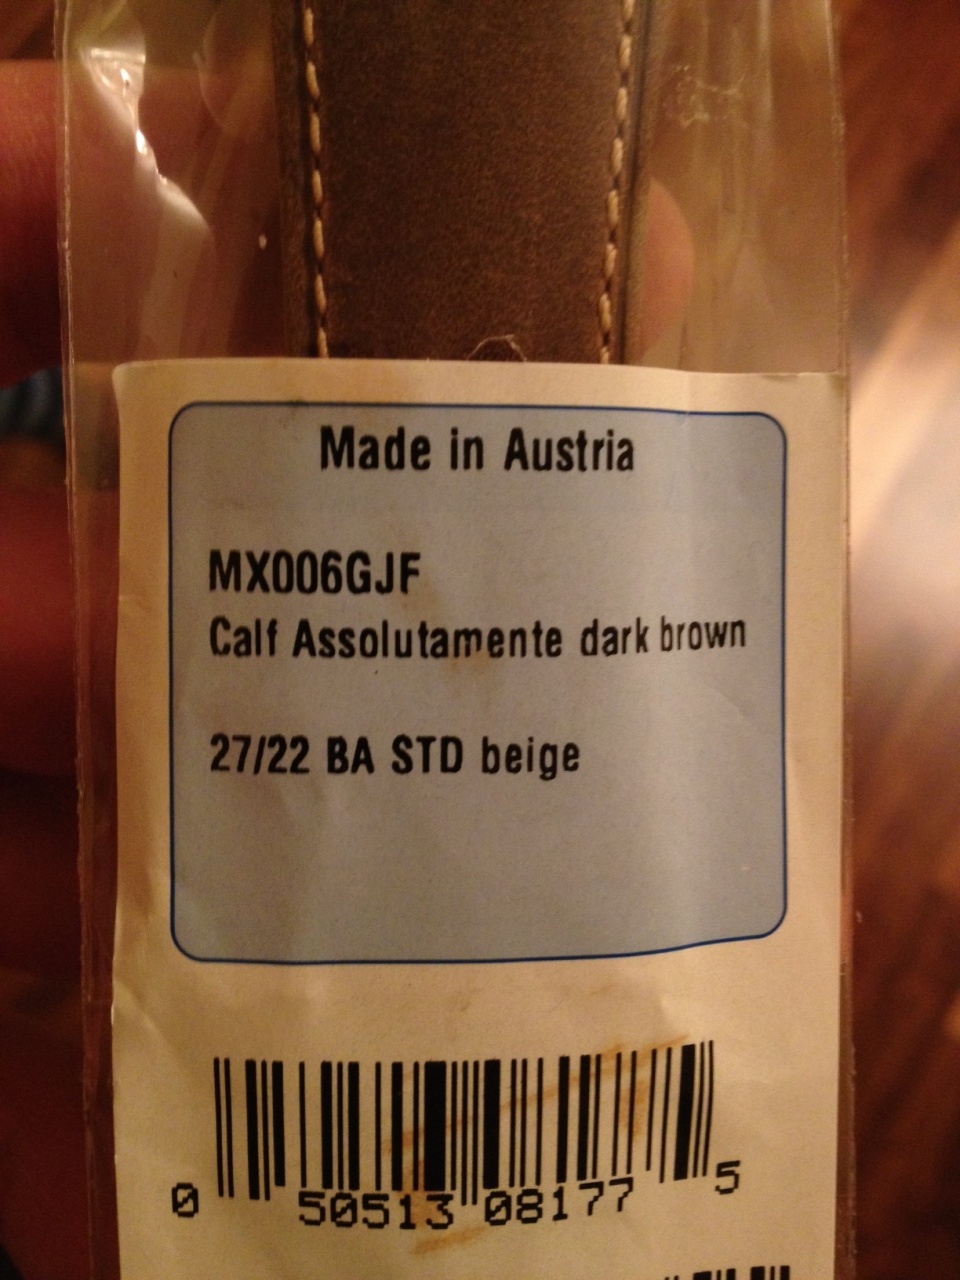 Made in Austria
MX006GJF
Calf Assolutamente dark brown
27/22 BA STD beige
0 50513 08177 5